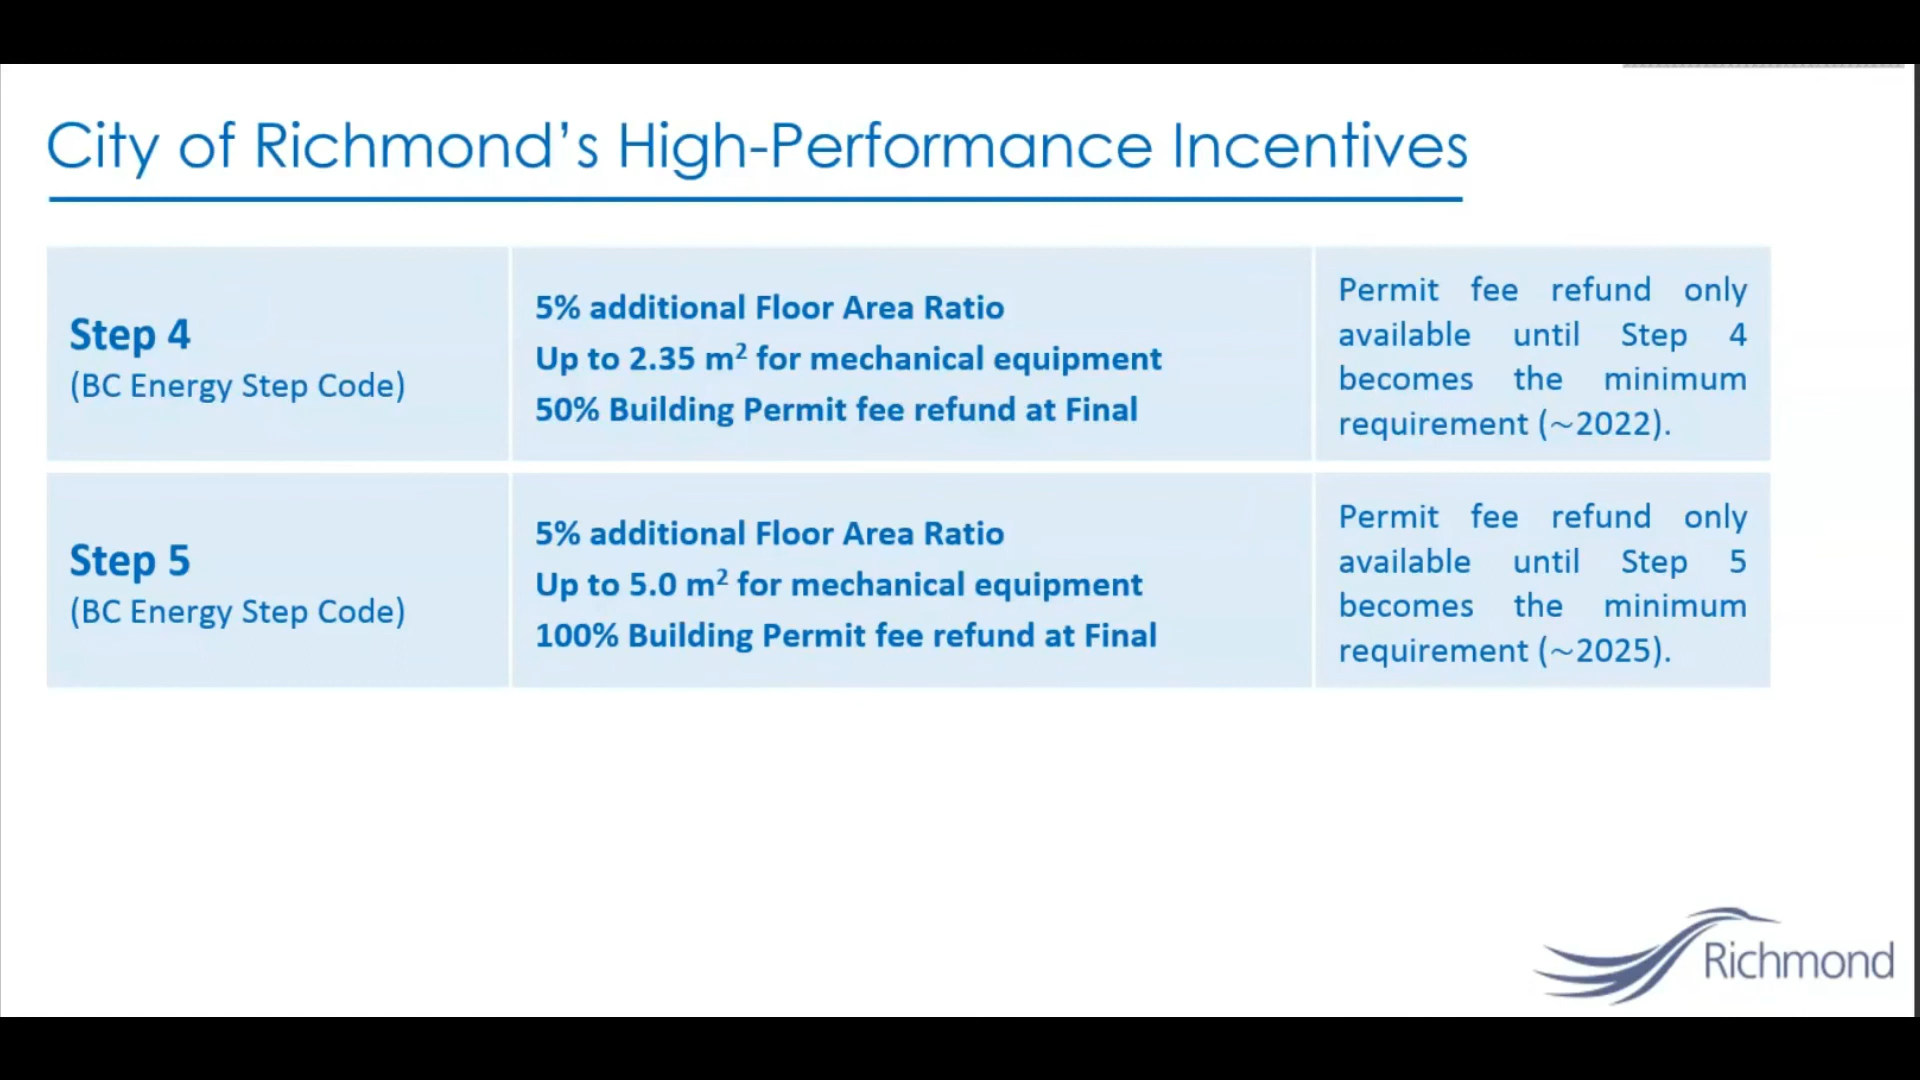 City of Richmond’s High-Performance Incentives
Step 4
(BC Energy Step Code)
5% additional Floor Area Ratio
Up to 2.35 m² for mechanical equipment
50% Building Permit fee refund at Final
Permit fee refund only
available until Step 4
becomes the minimum
requirement (~2022).
Step 5
(BC Energy Step Code)
5% additional Floor Area Ratio
Up to 5.0 m² for mechanical equipment
100% Building Permit fee refund at Final
Permit fee refund only
available until Step 5
becomes the minimum
requirement (~2025).
Richmond